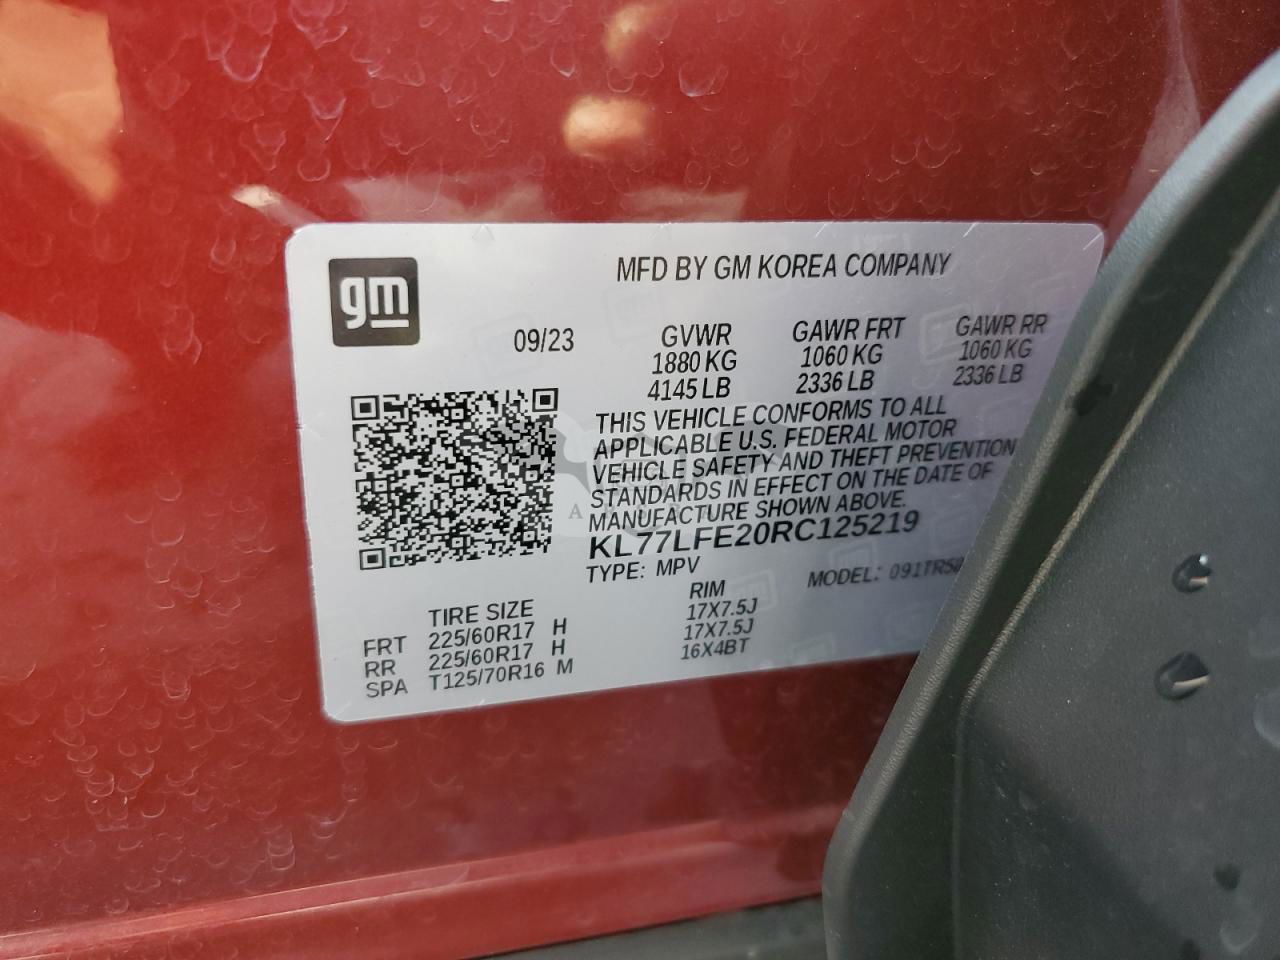 gm
MFD BY GM KOREA COMPANY
09/23
GVWR GAWR FRT GAWR RR
1880 KG 1060 KG 1060 KG
4145 LB 2336 LB 2336 LB
THIS VEHICLE CONFORMS TO ALL
APPLICABLE U.S. FEDERAL MOTOR
VEHICLE SAFETY AND THEFT PREVENTION
STANDARDS IN EFFECT ON THE DATE OF
MANUFACTURE SHOWN ABOVE.
KL77LFE20RC125219
TYPE: MPV MODEL:
TIRE SIZE RIM
FRT 225/60R17 H 17X7.5J
RR 225/60R17 H 17X7.5J
SPA T125/70R16 M 16X4BT